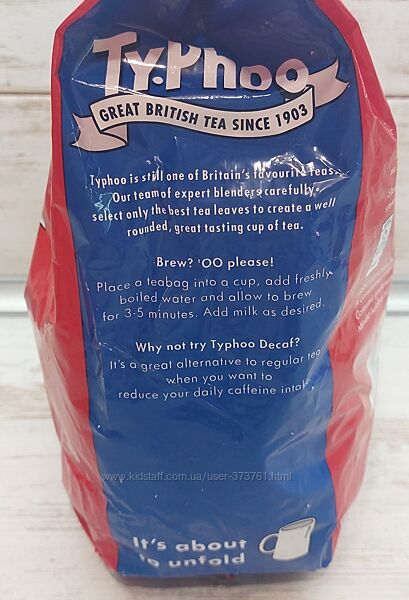 Ty.Phoo
GREAT BRITISH TEA SINCE 1903
Typhoo is still one of Britain's favourite teas.
Our team of expert blenders carefully
select only the best tea leaves to create a well
rounded, great tasting cup of tea.
Brew? 'OO please!
Place a teabag into a cup, add freshly
boiled water and allow to brew
for 3-5 minutes. Add milk as desired.
Why not try Typhoo Decaf?
It's a great alternative to regular tea
when you want to
reduce your daily caffeine intake.
www.kidstaff.com.ua/user-373761.html
It's about
to unfold